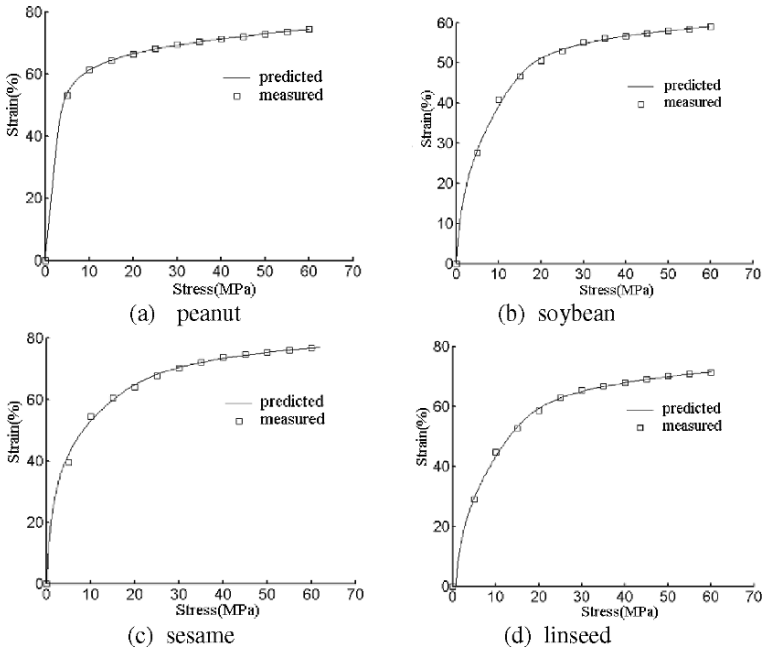 80
60
40
20
0
Strain(%)
predicted
measured
0 10 20 30 40 50 60 70
Stress(MPa)
(a) peanut
60
50
40
30
20
10
0
Strain(%)
predicted
measured
0 10 20 30 40 50 60 70
Stress(MPa)
(b) soybean
80
60
40
20
0
Strain(%)
predicted
measured
0 10 20 30 40 50 60 70
Stress(MPa)
(c) sesame
80
60
40
20
0
Strain(%)
predicted
measured
0 10 20 30 40 50 60 70
Stress(MPa)
(d) linseed